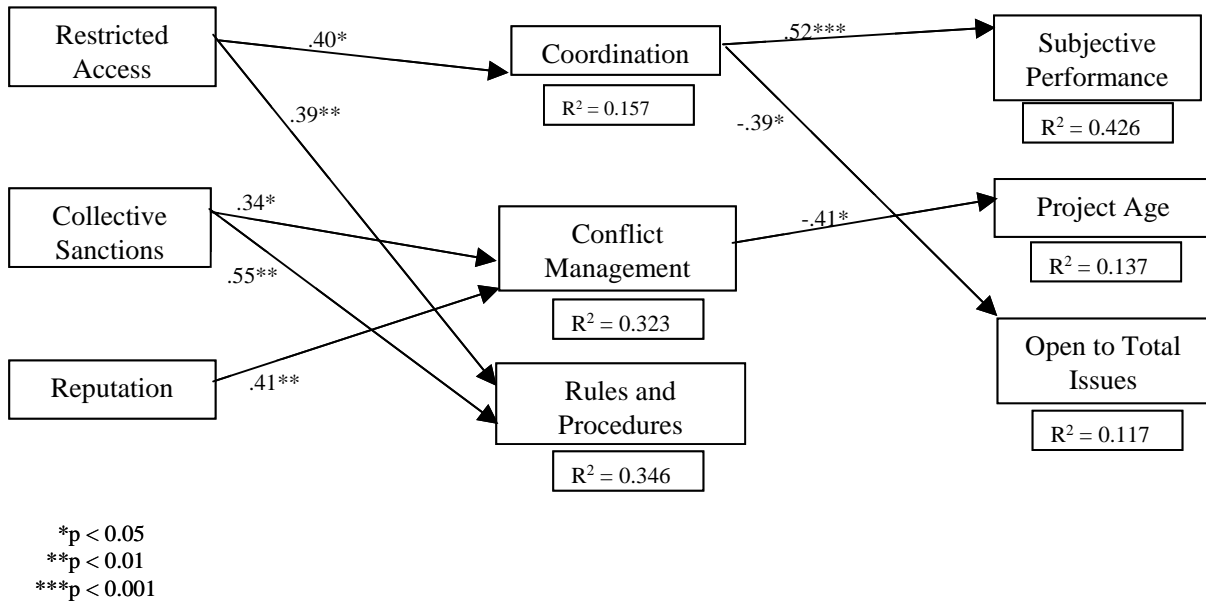 Restricted
Access
.40*
Coordination
.52***
Subjective
Performance
R² = 0.157
R² = 0.426
.39**
-.39*
Collective
Sanctions
.34*
Conflict
Management
-.41*
Project Age
.55**
R² = 0.137
R² = 0.323
Reputation
.41**
Rules and
Procedures
Open to Total
Issues
R² = 0.346
R² = 0.117
*p < 0.05
**p < 0.01
***p < 0.001